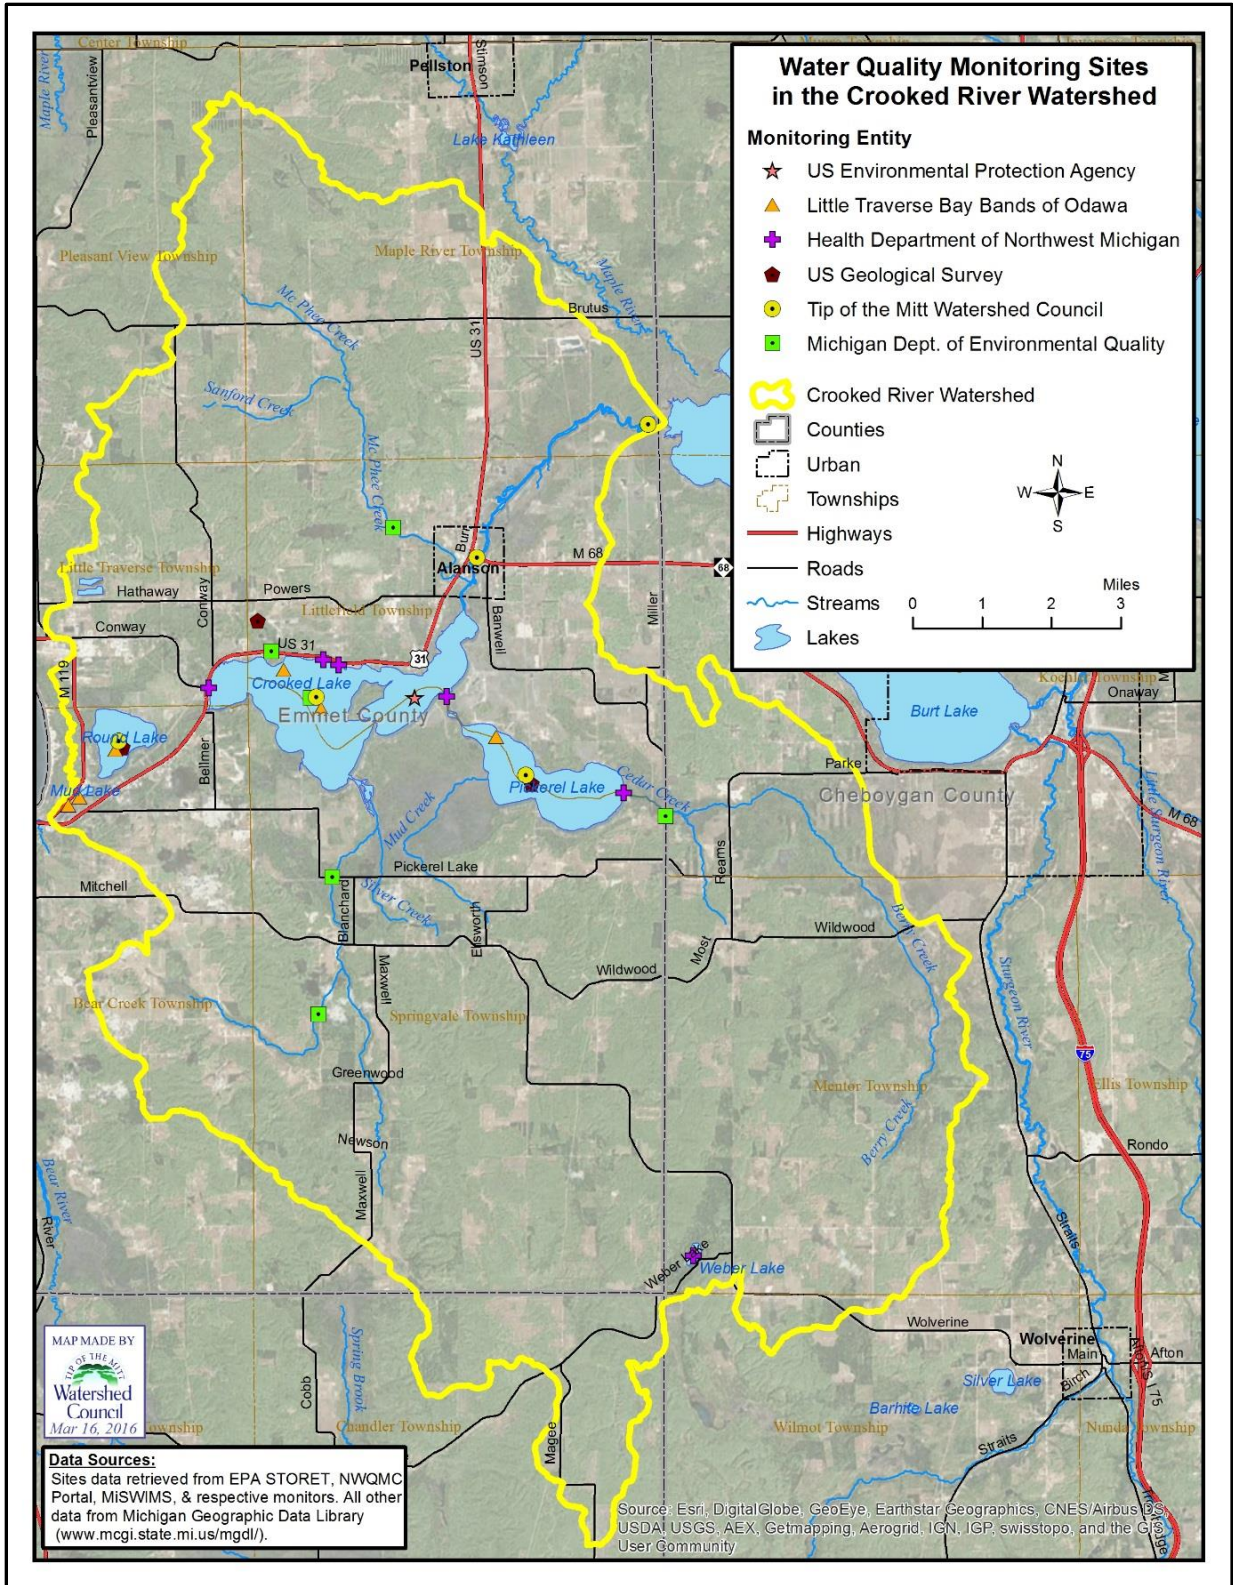 Water Quality Monitoring Sites
in the Crooked River Watershed
Monitoring Entity
US Environmental Protection Agency
Little Traverse Bay Bands of Odawa
Health Department of Northwest Michigan
US Geological Survey
Tip of the Mitt Watershed Council
Michigan Dept. of Environmental Quality
Crooked River Watershed
Counties
Urban
Townships
Highways
Roads
Streams
Lakes
N
W
E
S
Miles
0 1 2 3
Center Township
Maple River
Pleasantview
Pellston
Stimson
Lake Kathleen
Pleasant View Township
Maple River Township
Maple River
Brutus
US 31
Mc Phee Creek
Sanford Creek
Mc Phee Creek
Burr
Alanson
M 68
68
Little Traverse Township
Hathaway
Powers
Conway
Littlefield Township
Conway
Banwell
Miller
US 31
31
M 119
Crooked Lake
Emmet County
Round Lake
Mud Lake
Bellmer
Pickerel Lake
Cedar Creek
Mud Creek
Koehler Township
Onaway
M
Burt Lake
Parke
Cheboygan County
Little Sturgeon River
M 68
Pickerel Lake
Reams
Mitchell
Blanchard
Silver Creek
Ellsworth
Berry Creek
Wildwood
Most
Wildwood
Maxwell
Sturgeon River
Bear Creek Township
Springvale Township
75
Greenwood
Mentor Township
Ellis Township
Newson
Berry Creek
Rondo
Bear River
River
Maxwell
Straits
Weber Lake
Weber Lake
Wolverine
Wolverine
Main
Afton
Birch
Afton/S I 75
Spring Brook
Cobb
Silver Lake
Barhite Lake
Chandler Township
Magee
Wilmot Township
Nunda Township
Straits
MAP MADE BY
TIP OF THE MITT
Watershed
Council
Mar 16, 2016
ownship
Data Sources:
Sites data retrieved from EPA STORET, NWQMC
Portal, MiSWIMS, & respective monitors. All other
data from Michigan Geographic Data Library
(www.mcgi.state.mi.us/mgdl/).
Source: Esri, DigitalGlobe, GeoEye, Earthstar Geographics, CNES/Airbus DS,
USDA, USGS, AEX, Getmapping, Aerogrid, IGN, IGP, swisstopo, and the GIS
User Community